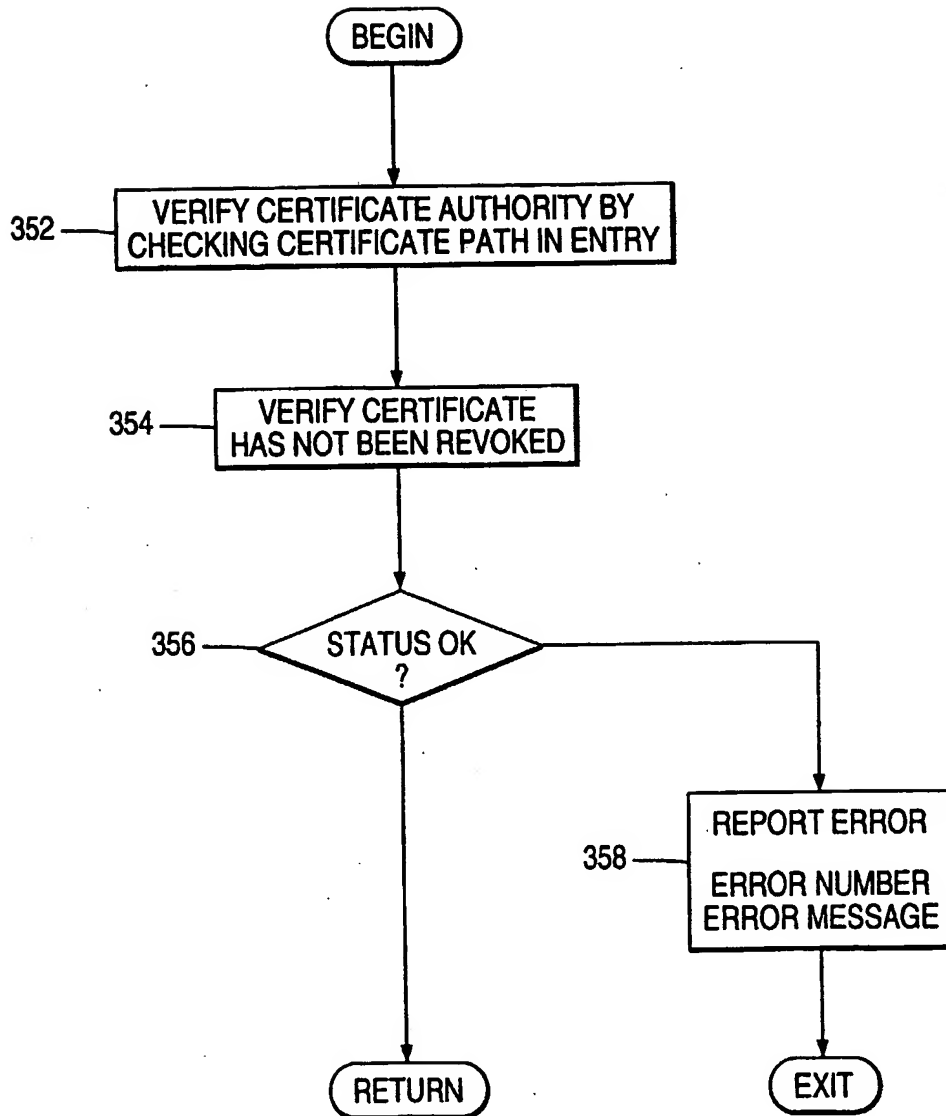 BEGIN
352
VERIFY CERTIFICATE AUTHORITY BY
CHECKING CERTIFICATE PATH IN ENTRY
354
VERIFY CERTIFICATE
HAS NOT BEEN REVOKED
356
STATUS OK
?
358
REPORT ERROR
ERROR NUMBER
ERROR MESSAGE
RETURN
EXIT